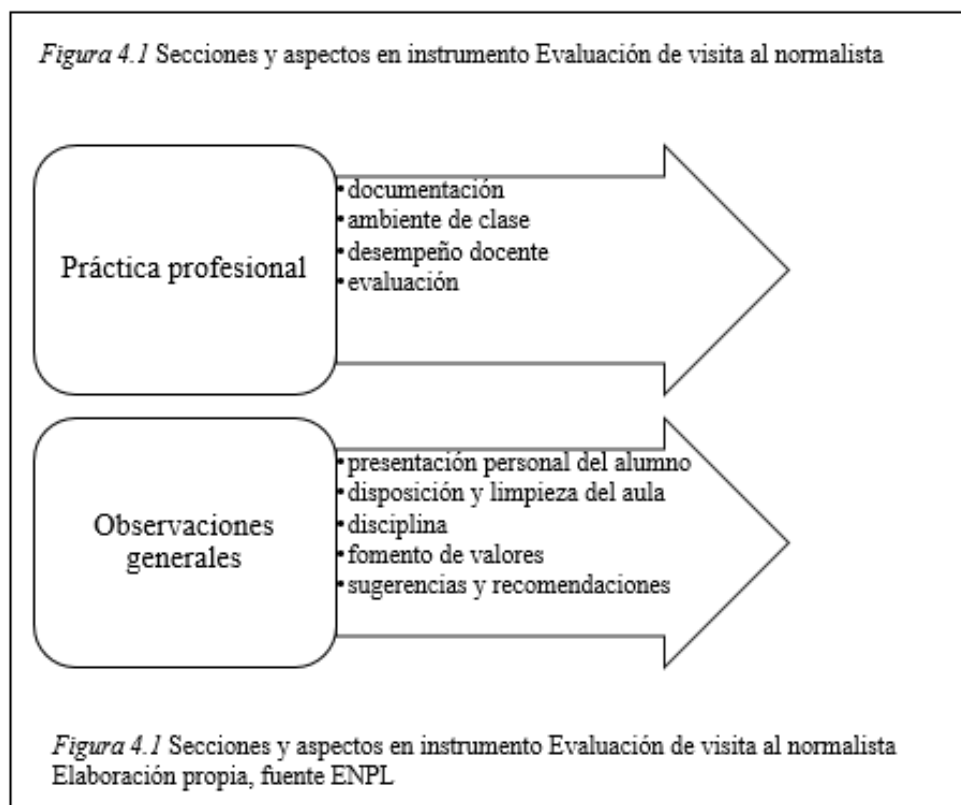 Figura 4.1 Secciones y aspectos en instrumento Evaluación de visita al normalista
Práctica profesional
•documentación
•ambiente de clase
•desempeño docente
•evaluación
Observaciones
generales
•presentación personal del alumno
•disposición y limpieza del aula
•disciplina
•fomento de valores
•sugerencias y recomendaciones
Figura 4.1 Secciones y aspectos en instrumento Evaluación de visita al normalista
Elaboración propia, fuente ENPL